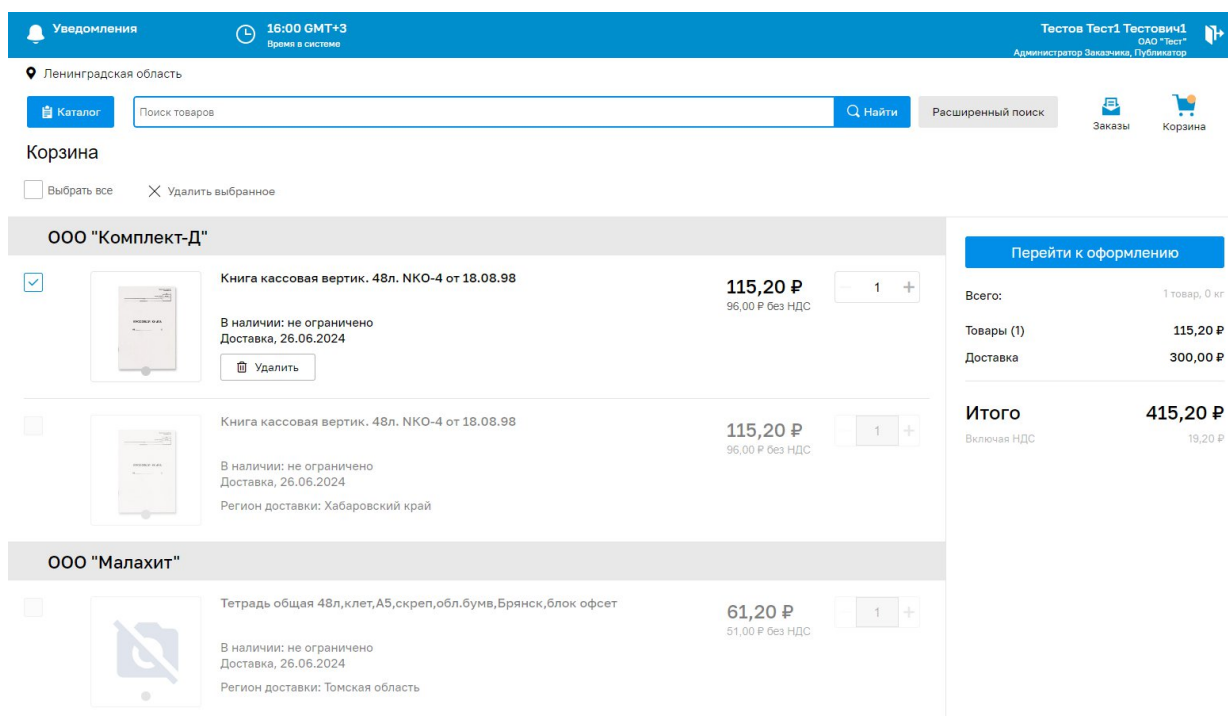 Уведомления
16:00 GMT+3
Время в системе
Тестов Тест1 Тестович1
ОАО "Тест"
Администратор Заказчика, Публикатор
Ленинградская область
Каталог
Поиск товаров
Найти
Расширенный поиск
Заказы
Корзина
Корзина
Выбрать все
Удалить выбранное
ООО "Комплект-Д"
Книга кассовая вертик. 48л. NКО-4 от 18.08.98
115,20 ₽
96,00 ₽ без НДС
1
В наличии: не ограничено
Доставка, 26.06.2024
Удалить
Книга кассовая вертик. 48л. NКО-4 от 18.08.98
115,20 ₽
96,00 ₽ без НДС
1
В наличии: не ограничено
Доставка, 26.06.2024
Регион доставки: Хабаровский край
ООО "Малахит"
Тетрадь общая 48л,клет,А5,скреп,обл.бумв,Брянск,блок офсет
61,20 ₽
51,00 ₽ без НДС
1
В наличии: не ограничено
Доставка, 26.06.2024
Регион доставки: Томская область
Перейти к оформлению
Всего: 1 товар, 0 кг
Товары (1) 115,20 ₽
Доставка 300,00 ₽
Итого 415,20 ₽
Включая НДС 19,20 ₽